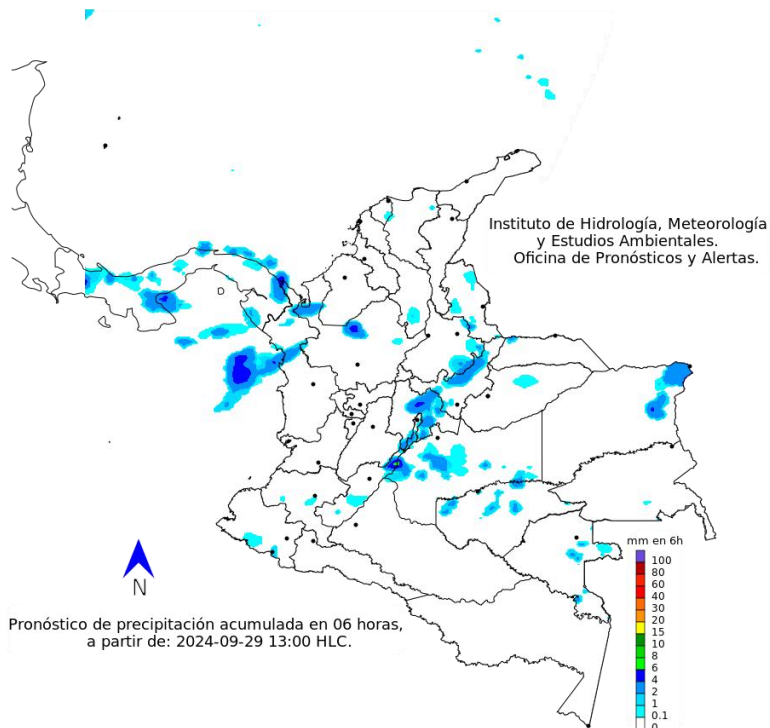 Instituto de Hidrología, Meteorología
y Estudios Ambientales.
Oficina de Pronósticos y Alertas.
N
Pronóstico de precipitación acumulada en 06 horas,
a partir de: 2024-09-29 13:00 HLC.
mm en 6h
100
80
60
40
30
20
15
10
8
6
4
2
1
0.1
0